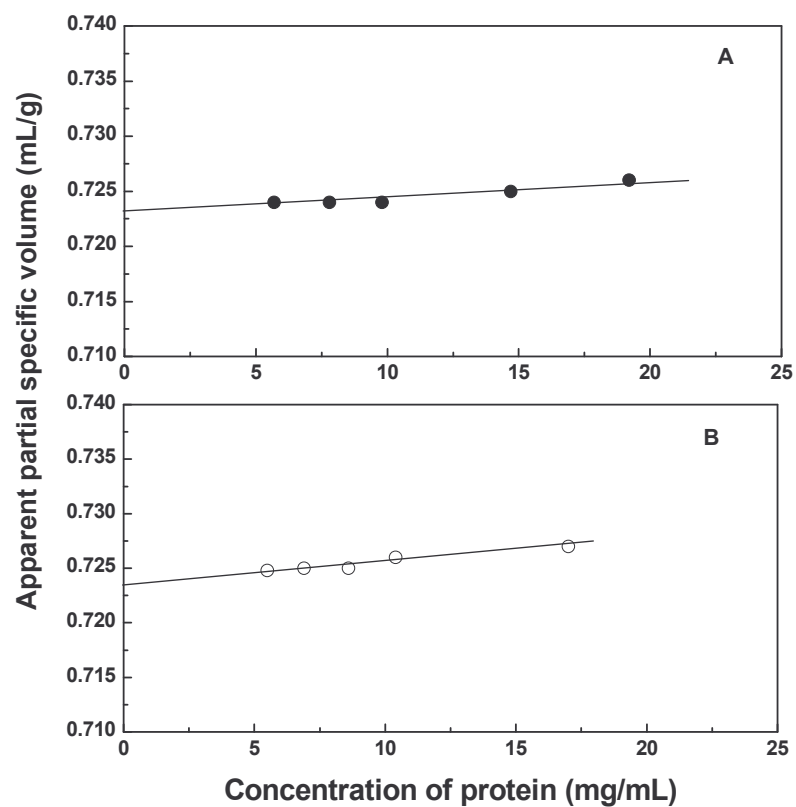 Apparent partial specific volume (mL/g)
0.740
A
0.735
0.730
0.725
0.720
0.715
0.710
0 5 10 15 20 25
0.740
B
0.735
0.730
0.725
0.720
0.715
0.710
0 5 10 15 20 25
Concentration of protein (mg/mL)